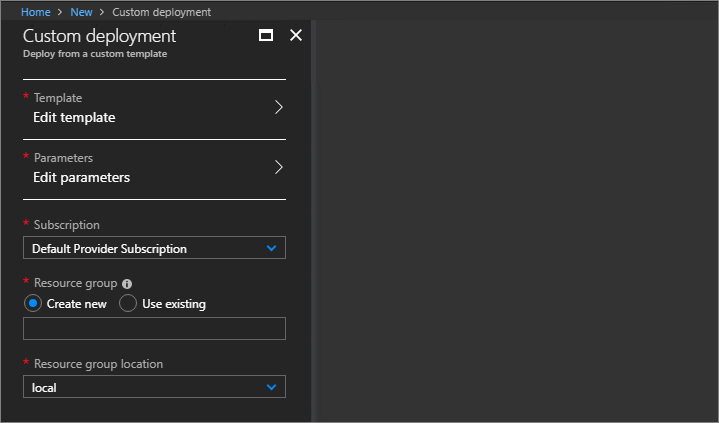 Home > New > Custom deployment
Custom deployment
Deploy from a custom template
* Template
Edit template
* Parameters
Edit parameters
* Subscription
Default Provider Subscription
* Resource group
Create new Use existing
* Resource group location
local